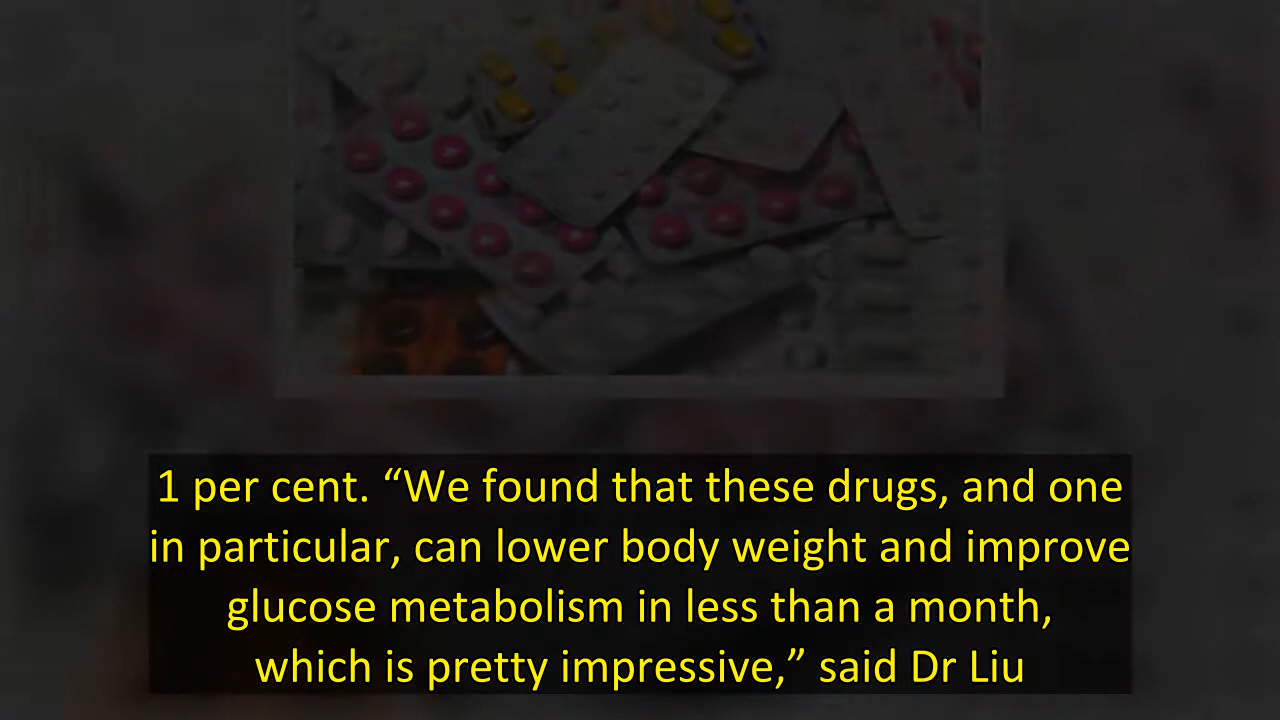 1 per cent. “We found that these drugs, and one
in particular, can lower body weight and improve
glucose metabolism in less than a month,
which is pretty impressive,” said Dr Liu